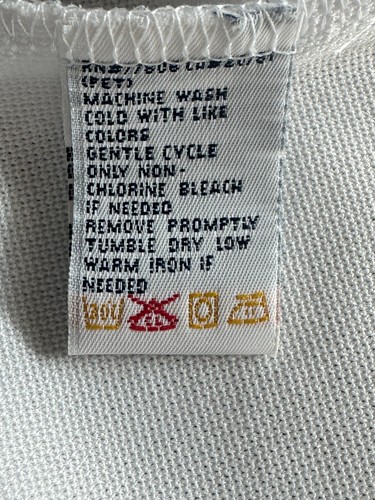 (PET)
MACHINE WASH
COLD WITH LIKE
COLORS
GENTLE CYCLE
ONLY NON-
CHLORINE BLEACH
IF NEEDED
REMOVE PROMPTLY
TUMBLE DRY LOW
WARM IRON IF
NEEDED